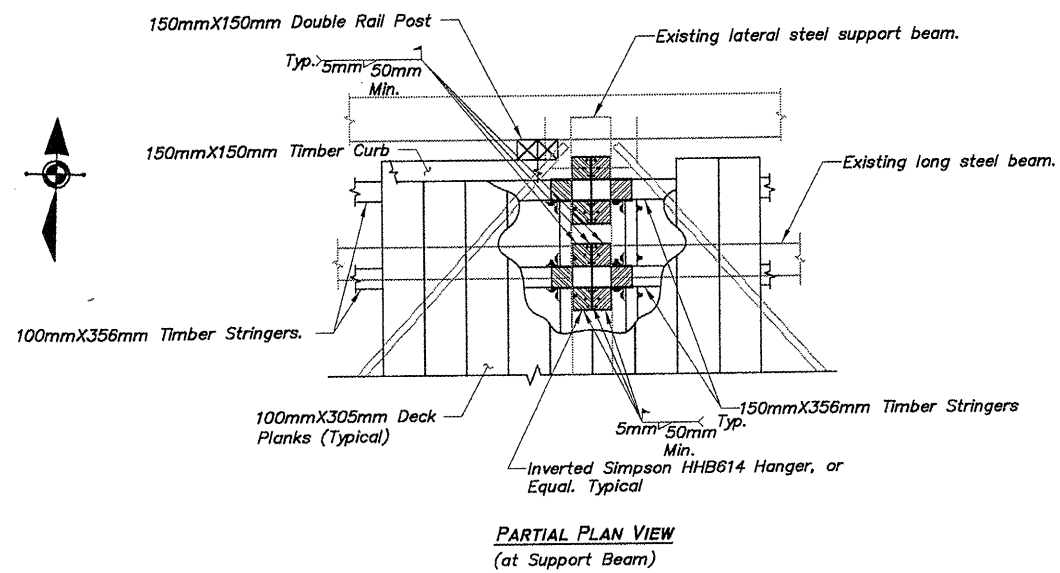 150mmX150mm Double Rail Post
Existing lateral steel support beam.
Typ.
5mm
50mm
Min.
150mmX150mm Timber Curb
Existing long steel beam.
100mmX356mm Timber Stringers.
100mmX305mm Deck
Planks (Typical)
150mmX356mm Timber Stringers
5mm
50mm
Typ.
Min.
Inverted Simpson HHB614 Hanger, or
Equal. Typical
PARTIAL PLAN VIEW
(at Support Beam)